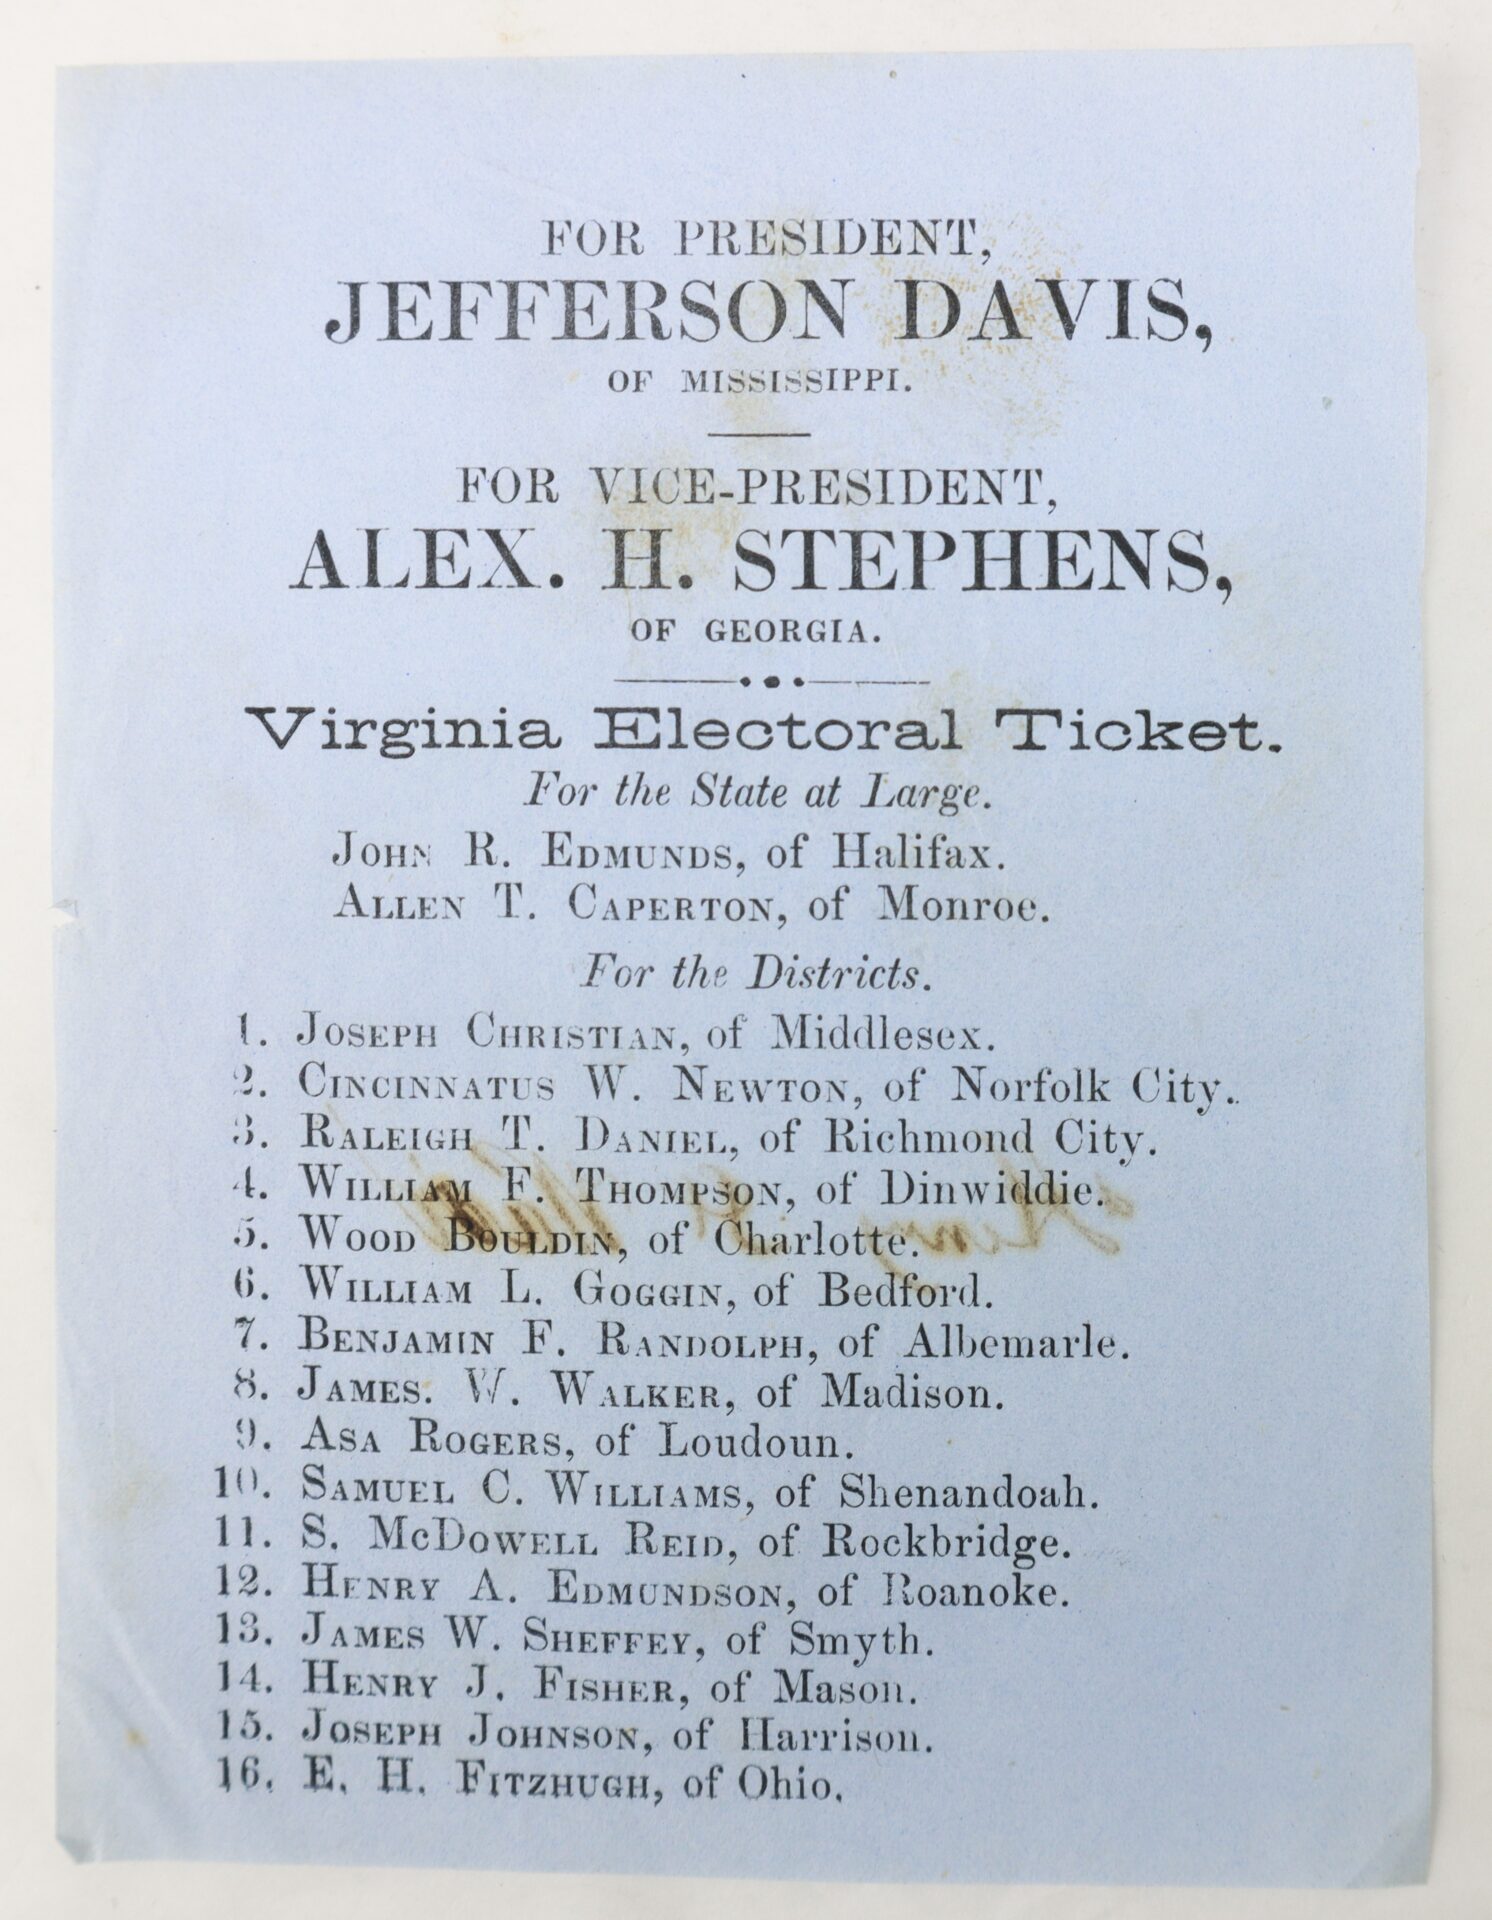 FOR PRESIDENT,
JEFFERSON DAVIS,
OF MISSISSIPPI.
FOR VICE-PRESIDENT,
ALEX. H. STEPHENS,
OF GEORGIA.
Virginia Electoral Ticket.
For the State at Large.
JOHN R. EDMUNDS, of Halifax.
ALLEN T. CAPERTON, of Monroe.
For the Districts.
1. JOSEPH CHRISTIAN, of Middlesex.
2. CINCINNATUS W. NEWTON, of Norfolk City.
3. RALEIGH T. DANIEL, of Richmond City.
4. WILLIAM F. THOMPSON, of Dinwiddie.
5. WOOD BOULDIN, of Charlotte.
6. WILLIAM L. GOGGIN, of Bedford.
7. BENJAMIN F. RANDOLPH, of Albemarle.
8. JAMES. W. WALKER, of Madison.
9. ASA ROGERS, of Loudoun.
10. SAMUEL C. WILLIAMS, of Shenandoah.
11. S. MCDOWELL REID, of Rockbridge.
12. HENRY A. EDMUNDSON, of Roanoke.
13. JAMES W. SHEFFEY, of Smyth.
14. HENRY J. FISHER, of Mason.
15. JOSEPH JOHNSON, of Harrison.
16. E. H. FITZHUGH, of Ohio.